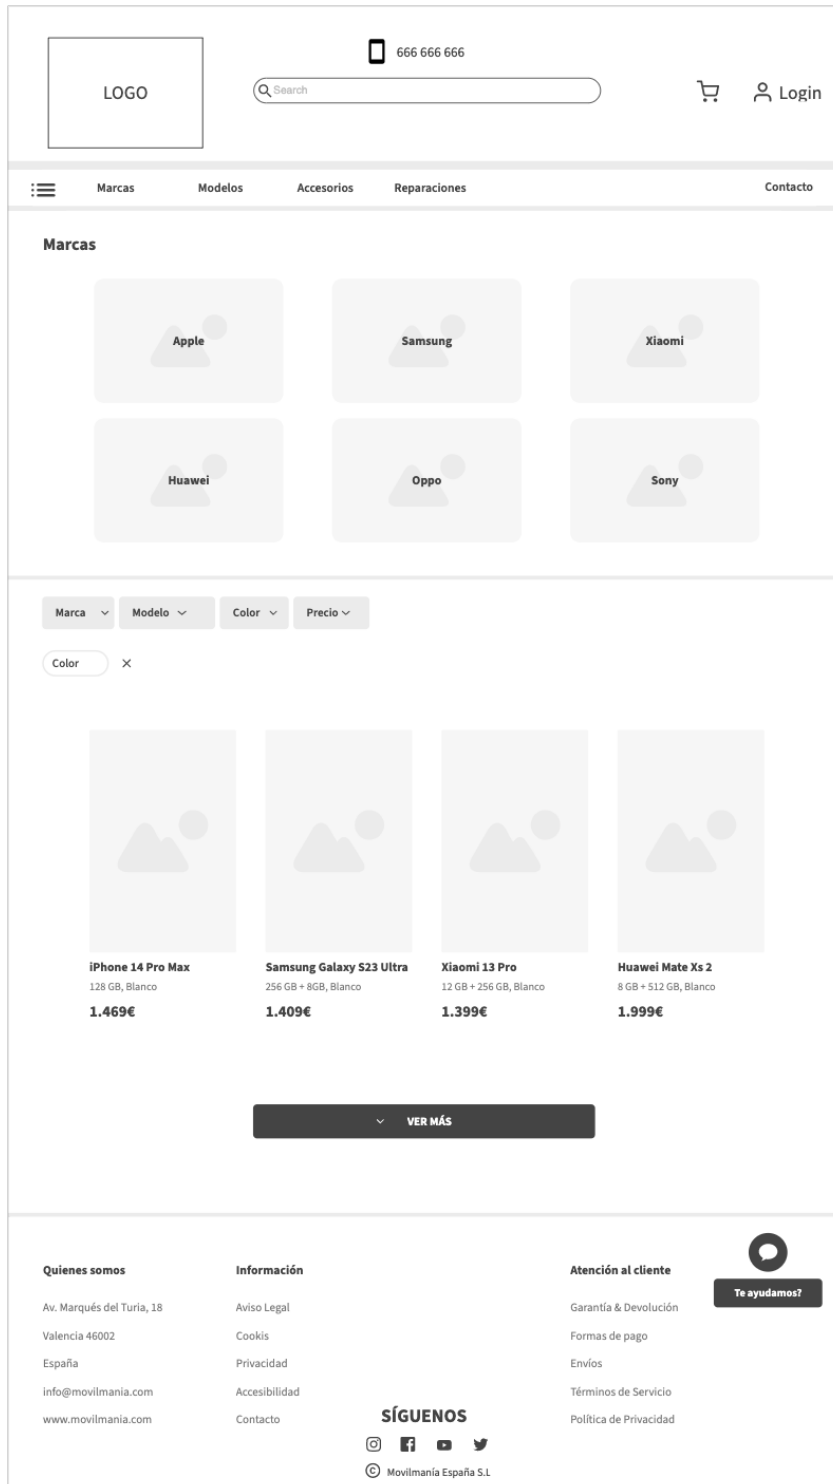 666 666 666
LOGO
Search
Login
Marcas
Modelos
Accesorios
Reparaciones
Contacto
Marcas
Apple
Samsung
Xiaomi
Huawei
Oppo
Sony
Marca
Modelo
Color
Precio
Color
iPhone 14 Pro Max
128 GB, Blanco
1.469€
Samsung Galaxy S23 Ultra
256 GB + 8GB, Blanco
1.409€
Xiaomi 13 Pro
12 GB + 256 GB, Blanco
1.399€
Huawei Mate Xs 2
8 GB + 512 GB, Blanco
1.999€
VER MÁS
Quienes somos
Av. Marqués del Turia, 18
Valencia 46002
España
info@movilmania.com
www.movilmania.com
Información
Aviso Legal
Cookis
Privacidad
Accesibilidad
Contacto
SÍGUENOS
© Movilmanía España S.L
Atención al cliente
Garantía & Devolución
Formas de pago
Envíos
Términos de Servicio
Política de Privacidad
Te ayudamos?